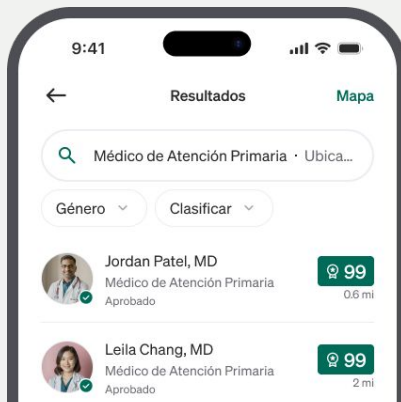 9:41
Resultados Mapa
Médico de Atención Primaria · Ubica...
Género Clasificar
Jordan Patel, MD
Médico de Atención Primaria
Aprobado
99
0.6 mi
Leila Chang, MD
Médico de Atención Primaria
Aprobado
99
2 mi